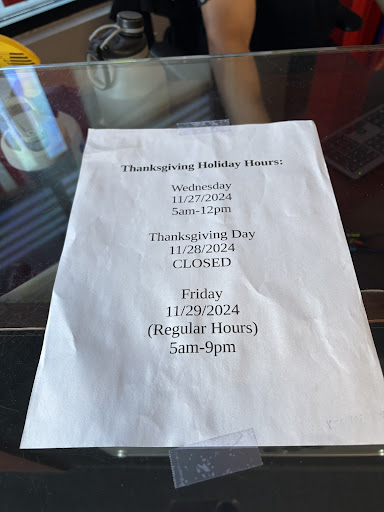 Thanksgiving Holiday Hours:
Wednesday
11/27/2024
5am-12pm
Thanksgiving Day
11/28/2024
CLOSED
Friday
11/29/2024
(Regular Hours)
5am-9pm